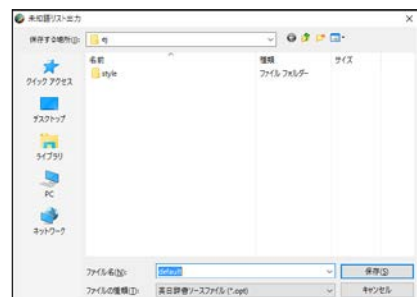 未知語リスト出力
保存する場所(I): ej
名前 種類 サイズ
style ファイル フォルダー
クイック アクセス
デスクトップ
ライブラリ
PC
ネットワーク
ファイル名(N): default 保存(S)
ファイルの種類(T): 英日辞書ソースファイル (*.opt) キャンセル